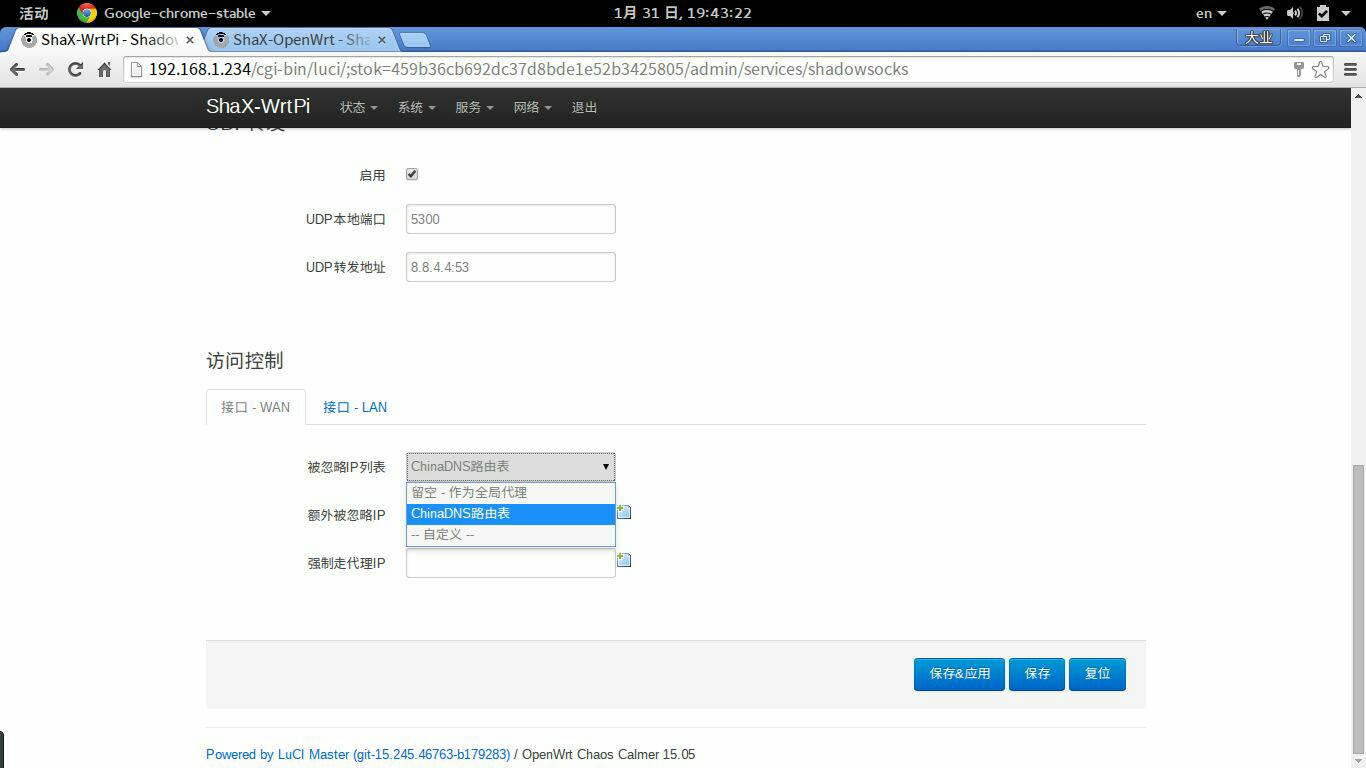 活动 Google-chrome-stable 1月 31 日, 19:43:22 en
ShaX-WrtPi - Shadow ShaX-OpenWrt - Sha 大业
192.168.1.234/cgi-bin/luci/;stok=459b36cb692dc37d8bde1e52b3425805/admin/services/shadowsocks
ShaX-WrtPi 状态 系统 服务 网络 退出
UDP转发
启用
UDP本地端口 5300
UDP转发地址 8.8.4.4:53
访问控制
接口 - WAN 接口 - LAN
被忽略IP列表 ChinaDNS路由表
留空 - 作为全局代理
额外被忽略IP ChinaDNS路由表
-- 自定义 --
强制走代理IP
保存&应用 保存 复位
Powered by LuCI Master (git-15.245.46763-b179283) / OpenWrt Chaos Calmer 15.05